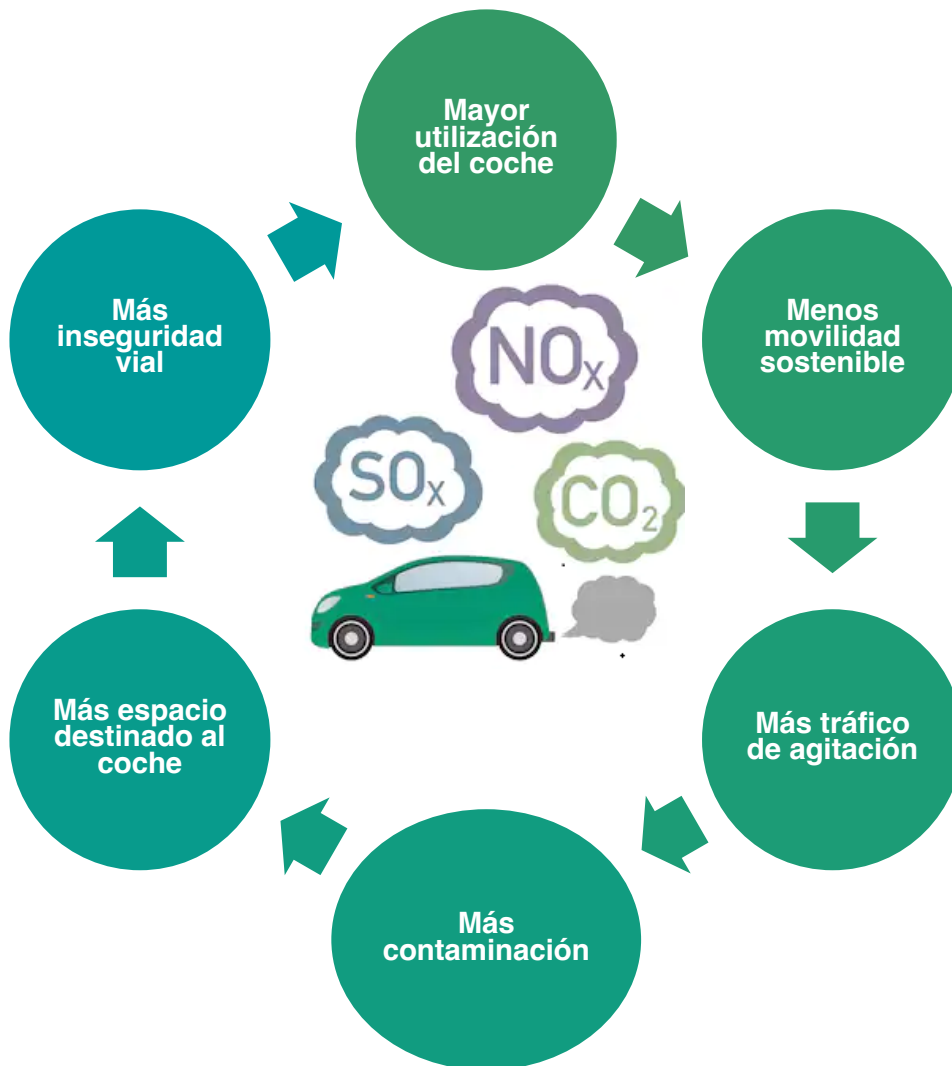 Mayor
utilización
del coche
Menos
movilidad
sostenible
Más tráfico
de agitación
Más
contaminación
Más espacio
destinado al
coche
Más
inseguridad
vial
NOx
SOx
CO2